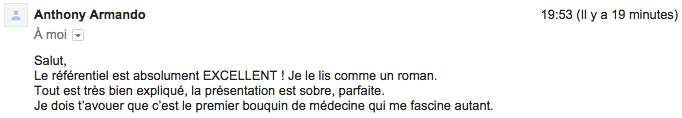 Anthony Armando 19:53 (Il y a 19 minutes)
À moi
Salut,
Le référentiel est absolument EXCELLENT ! Je le lis comme un roman.
Tout est très bien expliqué, la présentation est sobre, parfaite.
Je dois t'avouer que c'est le premier bouquin de médecine qui me fascine autant.